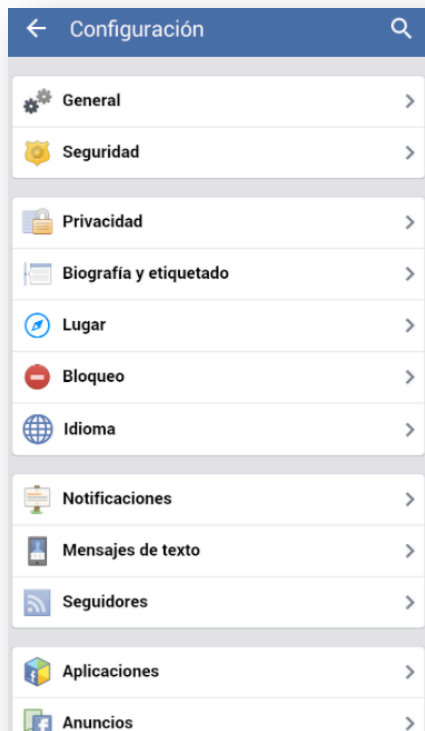 Configuración
General
Seguridad
Privacidad
Biografía y etiquetado
Lugar
Bloqueo
Idioma
Notificaciones
Mensajes de texto
Seguidores
Aplicaciones
Anuncios